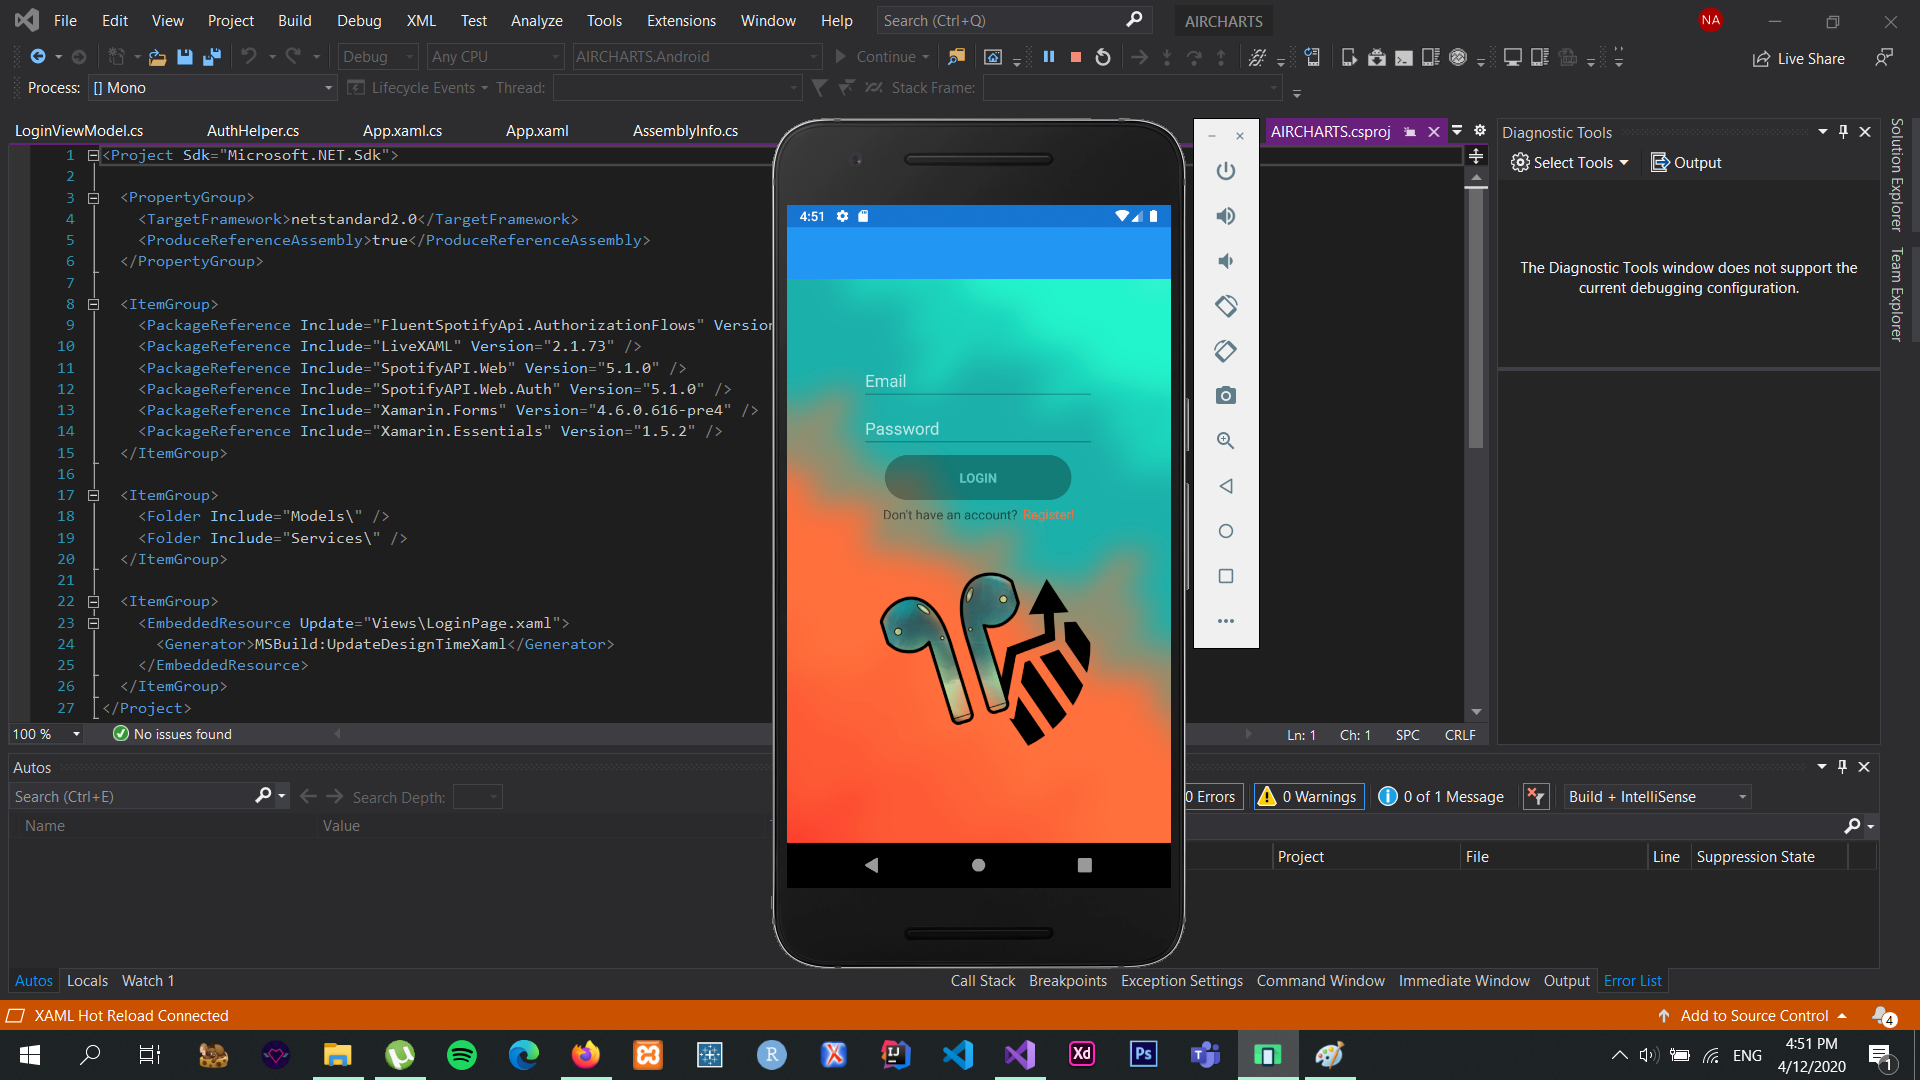 File Edit View Project Build Debug XML Test Analyze Tools Extensions Window Help Search (Ctrl+Q) AIRCHARTS NA
Debug Any CPU AIRCHARTS.Android Continue Live Share
Process: [] Mono Lifecycle Events Thread: Stack Frame:
LoginViewModel.cs AuthHelper.cs App.xaml.cs App.xaml AssemblyInfo.cs AIRCHARTS.csproj
1 <Project Sdk="Microsoft.NET.Sdk">
2
3 <PropertyGroup>
4 <TargetFramework>netstandard2.0</TargetFramework>
5 <ProduceReferenceAssembly>true</ProduceReferenceAssembly>
6 </PropertyGroup>
7
8 <ItemGroup>
9 <PackageReference Include="FluentSpotifyApi.AuthorizationFlows" Version
10 <PackageReference Include="LiveXAML" Version="2.1.73" />
11 <PackageReference Include="SpotifyAPI.Web" Version="5.1.0" />
12 <PackageReference Include="SpotifyAPI.Web.Auth" Version="5.1.0" />
13 <PackageReference Include="Xamarin.Forms" Version="4.6.0.616-pre4" />
14 <PackageReference Include="Xamarin.Essentials" Version="1.5.2" />
15 </ItemGroup>
16
17 <ItemGroup>
18 <Folder Include="Models\" />
19 <Folder Include="Services\" />
20 </ItemGroup>
21
22 <ItemGroup>
23 <EmbeddedResource Update="Views\LoginPage.xaml">
24 <Generator>MSBuild:UpdateDesignTimeXaml</Generator>
25 </EmbeddedResource>
26 </ItemGroup>
27 </Project>
100 % No issues found Ln: 1 Ch: 1 SPC CRLF
4:51
Email
Password
LOGIN
Don't have an account? Register!
Diagnostic Tools
Select Tools Output
The Diagnostic Tools window does not support the
current debugging configuration.
Solution Explorer
Team Explorer
Autos
Search (Ctrl+E) Search Depth:
Name Value
0 Errors 0 Warnings 0 of 1 Message Build + IntelliSense
Project File Line Suppression State
Autos Locals Watch 1 Call Stack Breakpoints Exception Settings Command Window Immediate Window Output Error List
XAML Hot Reload Connected Add to Source Control 4
R X IJ Xd Ps T ENG 4:51 PM
4/12/2020 1